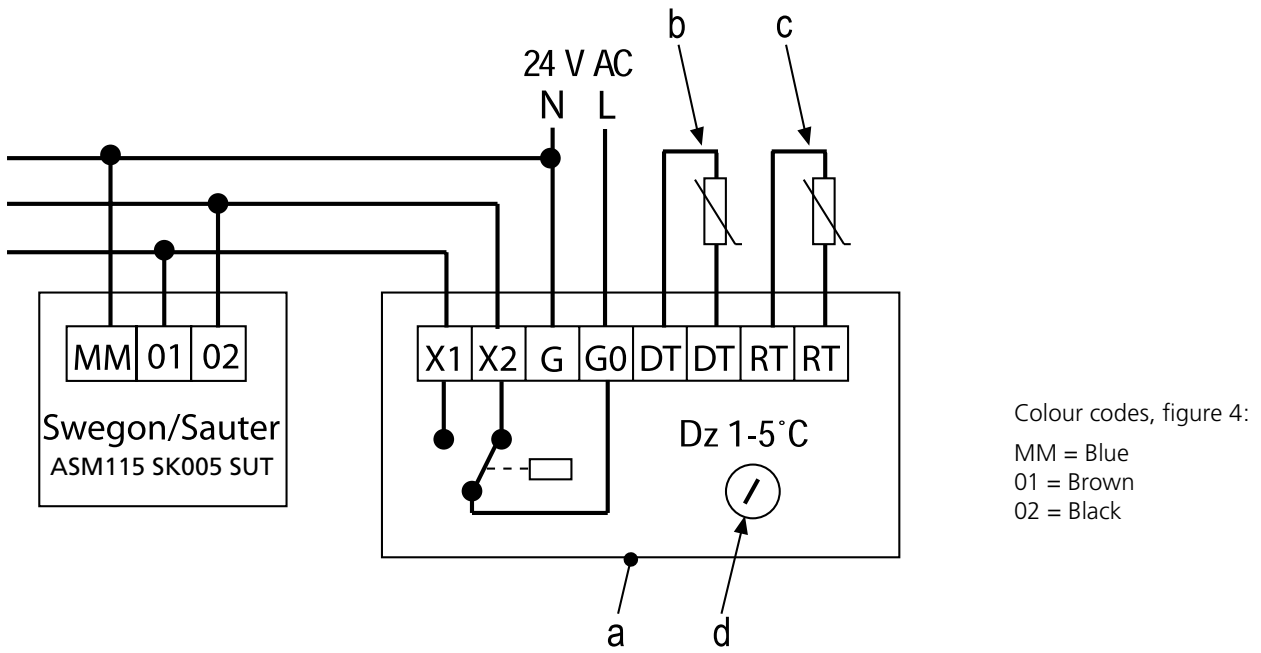 b c
24 V AC
N L
MM 01 02
X1 X2 G G0 DT DT RT RT
Swegon/Sauter
ASM115 SK005 SUT
Dz 1-5°C
a d
Colour codes, figure 4:
MM = Blue
01 = Brown
02 = Black